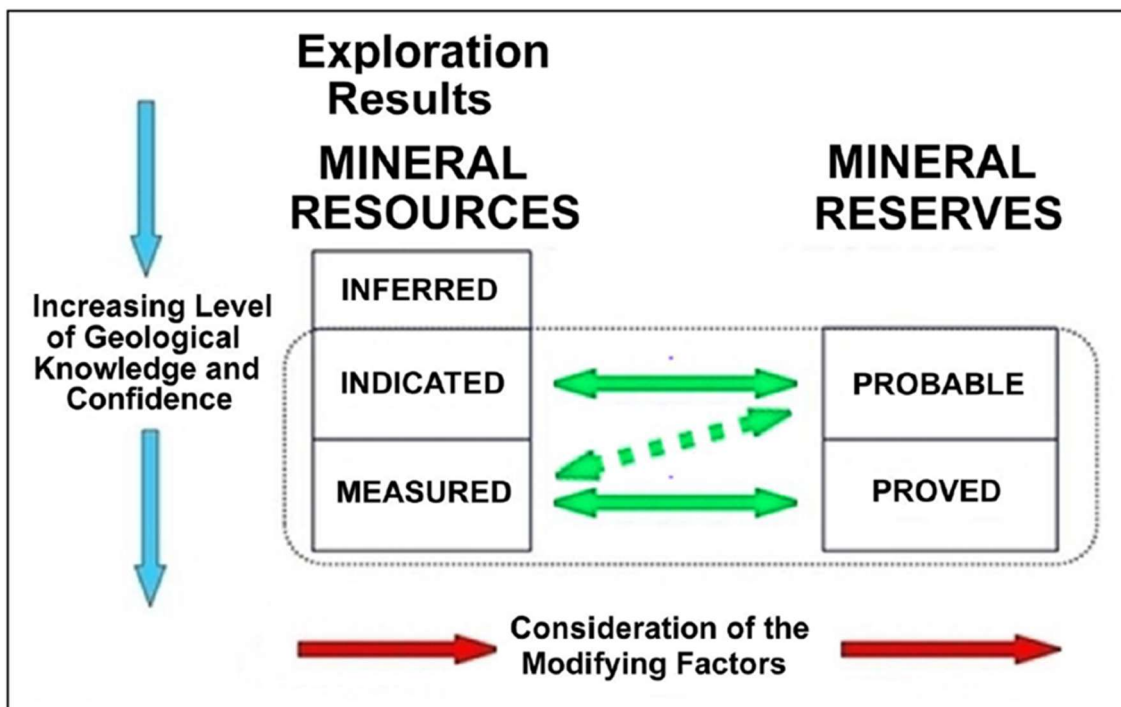 Exploration
Results
MINERAL
RESOURCES
MINERAL
RESERVES
Increasing Level
of Geological
Knowledge and
Confidence
INFERRED
INDICATED
MEASURED
PROBABLE
PROVED
Consideration of the
Modifying Factors